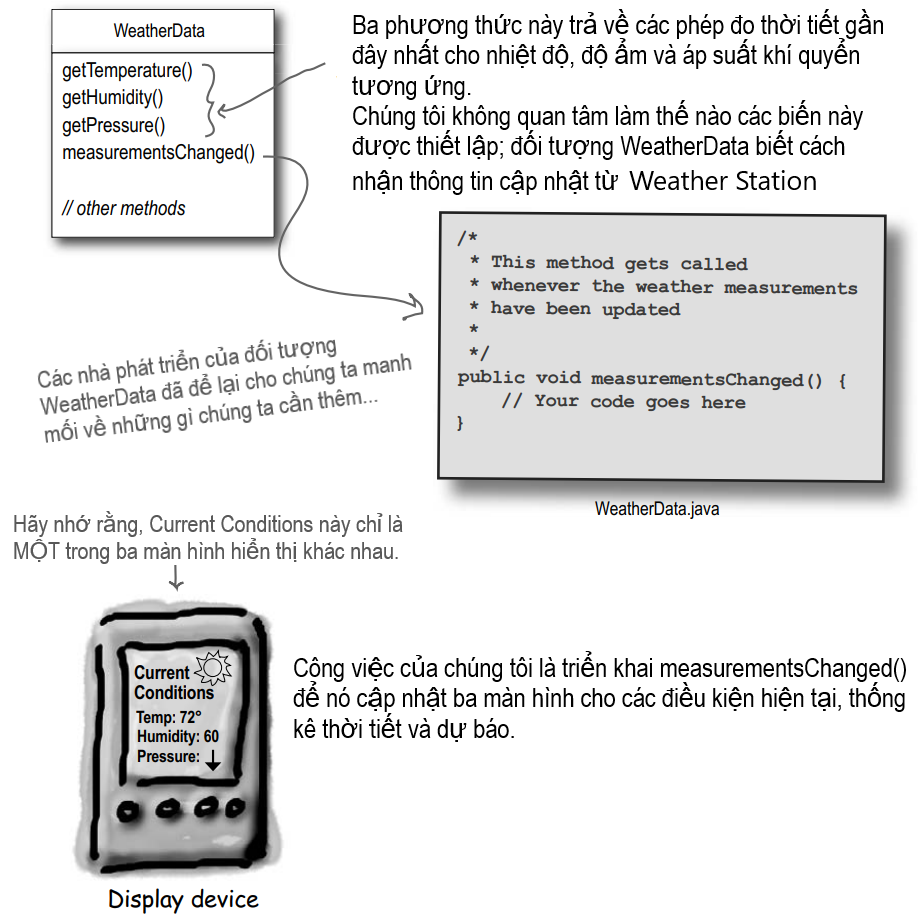 WeatherData
getTemperature()
getHumidity()
getPressure()
measurementsChanged()
// other methods
Ba phương thức này trả về các phép đo thời tiết gần
đây nhất cho nhiệt độ, độ ẩm và áp suất khí quyển
tương ứng.
Chúng tôi không quan tâm làm thế nào các biến này
được thiết lập; đối tượng WeatherData biết cách
nhận thông tin cập nhật từ Weather Station
/*
* This method gets called
* whenever the weather measurements
* have been updated
*
*/
public void measurementsChanged() {
// Your code goes here
}
WeatherData.java
Các nhà phát triển của đối tượng
WeatherData đã để lại cho chúng ta manh
mối về những gì chúng ta cần thêm...
Hãy nhớ rằng, Current Conditions này chỉ là
MỘT trong ba màn hình hiển thị khác nhau.
Current
Conditions
Temp: 72°
Humidity: 60
Pressure:
Display device
Công việc của chúng tôi là triển khai measurementsChanged()
để nó cập nhật ba màn hình cho các điều kiện hiện tại, thống
kê thời tiết và dự báo.